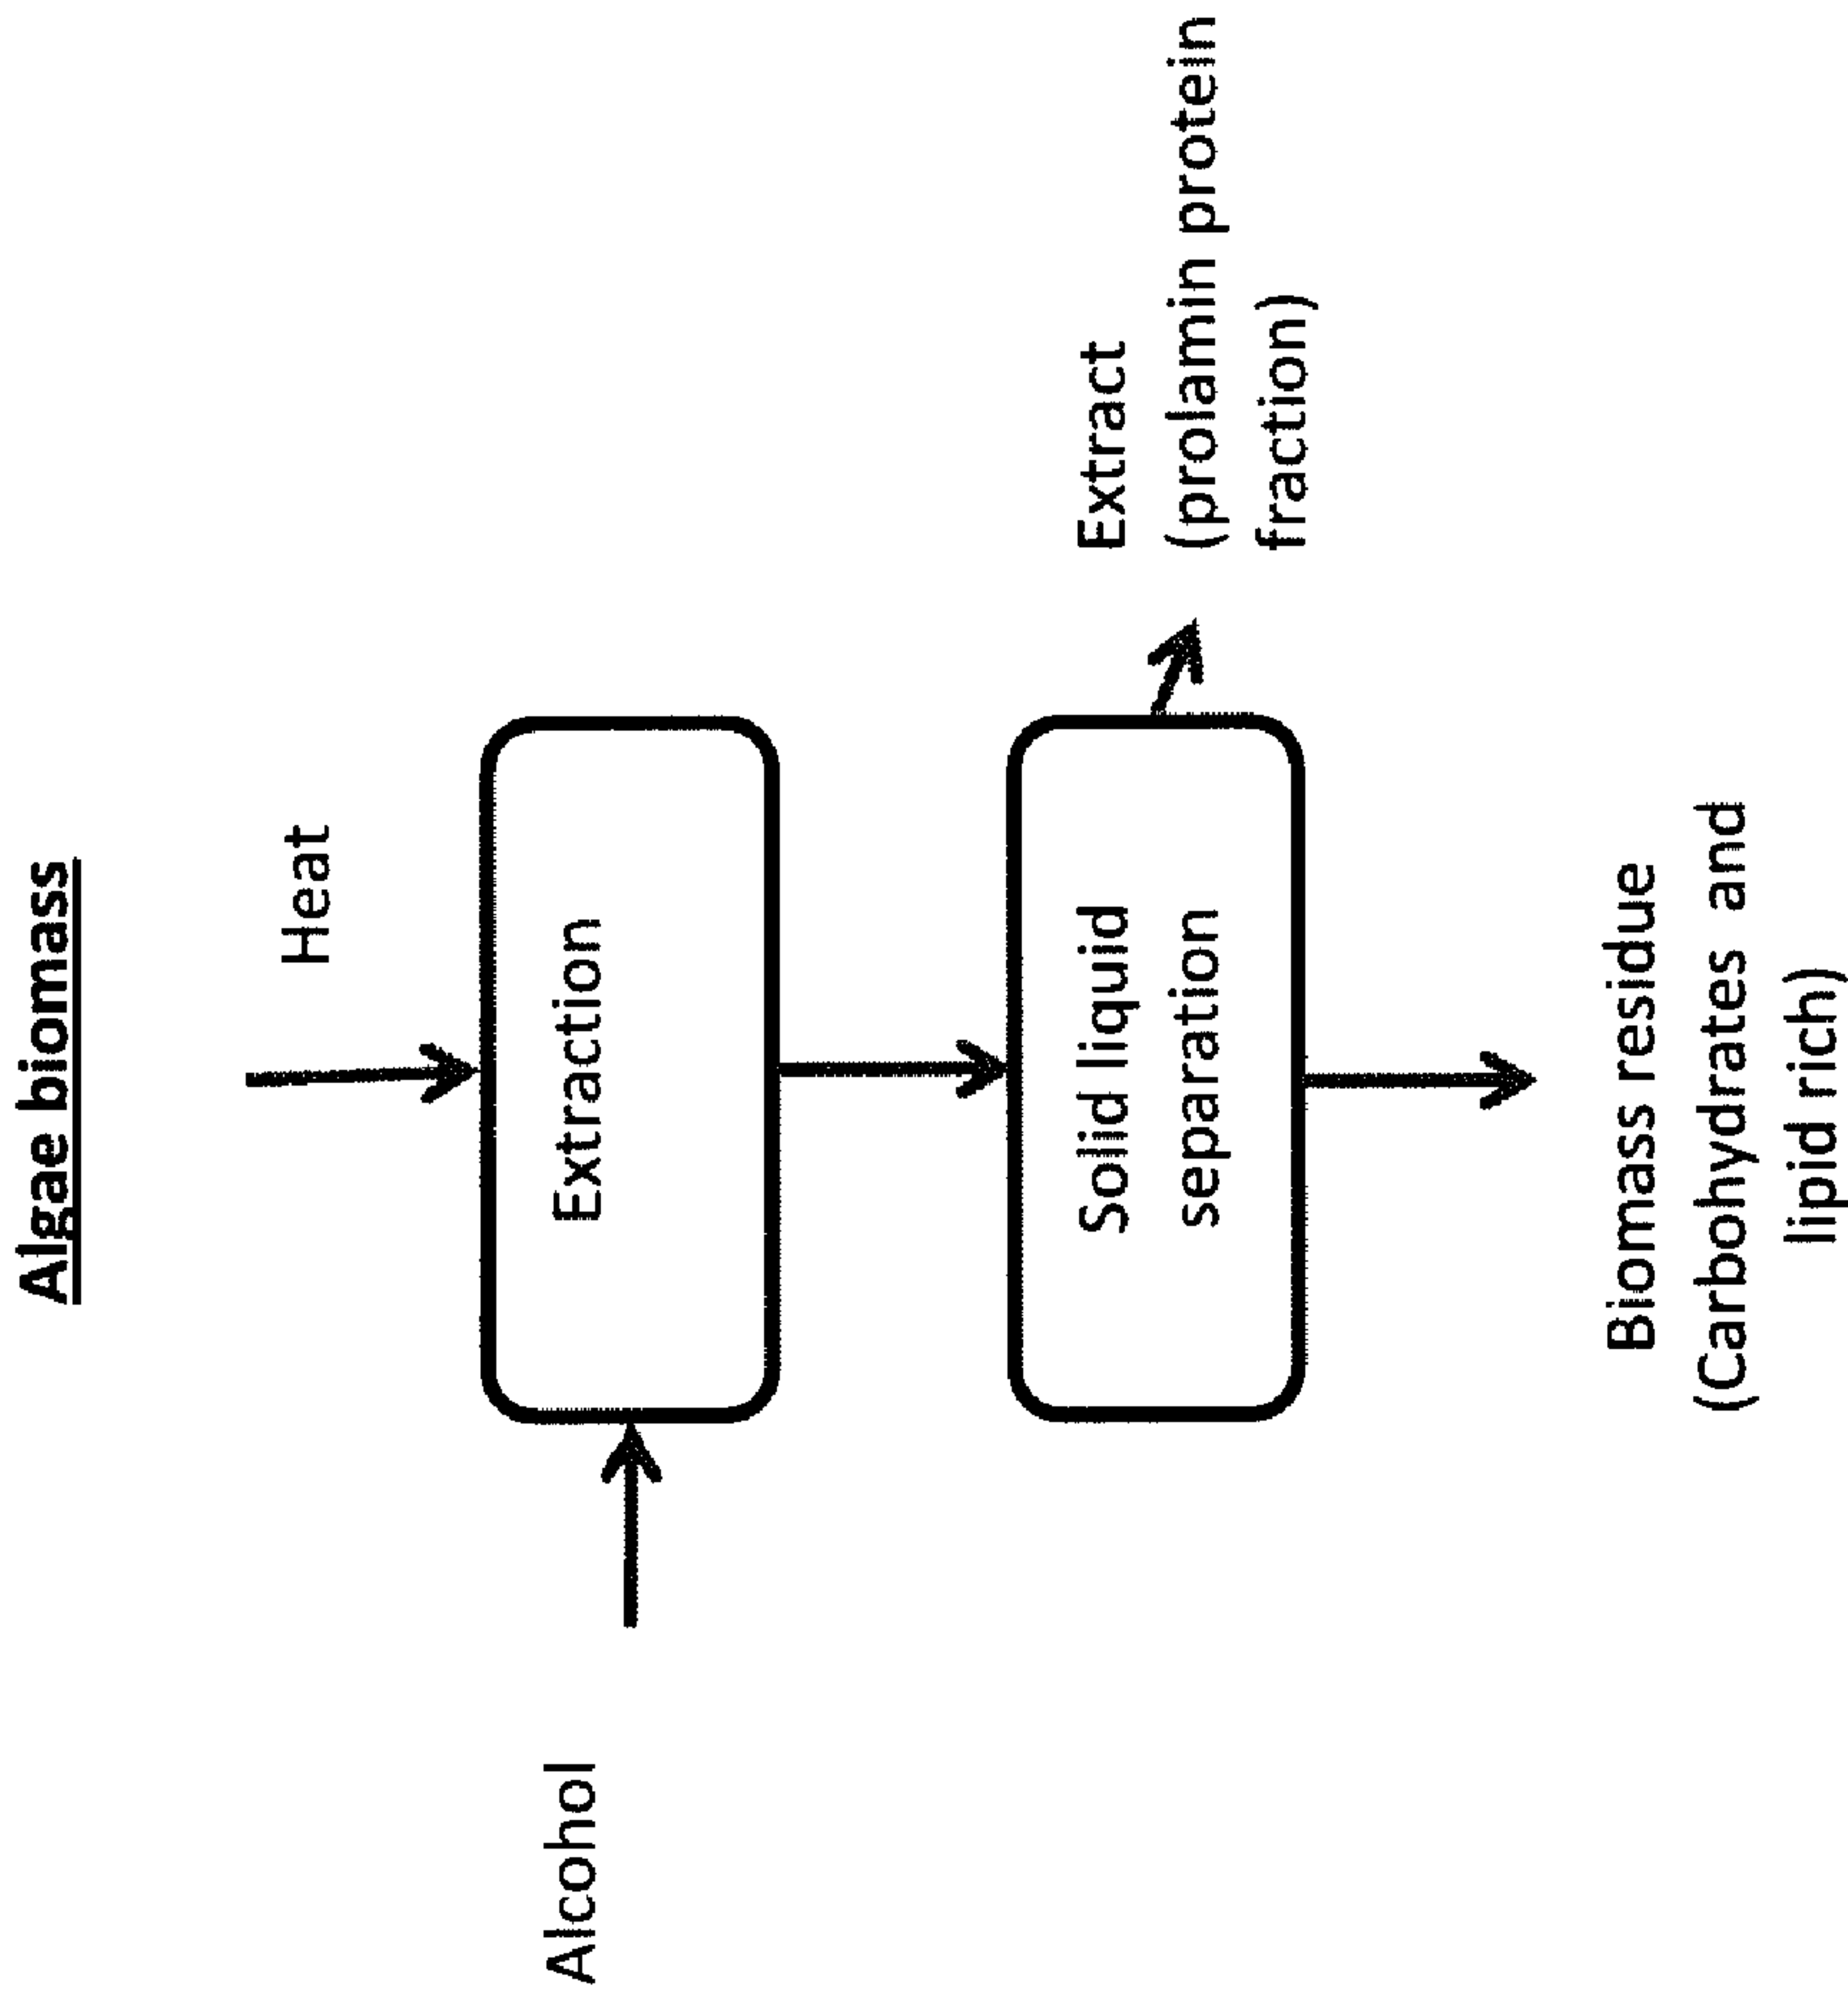 Algae biomass
Heat
Alcohol
Extraction
Solid liquid
separation
Extract
(prolamin protein
fraction)
Biomass residue
(Carbohydrates and
lipid rich)